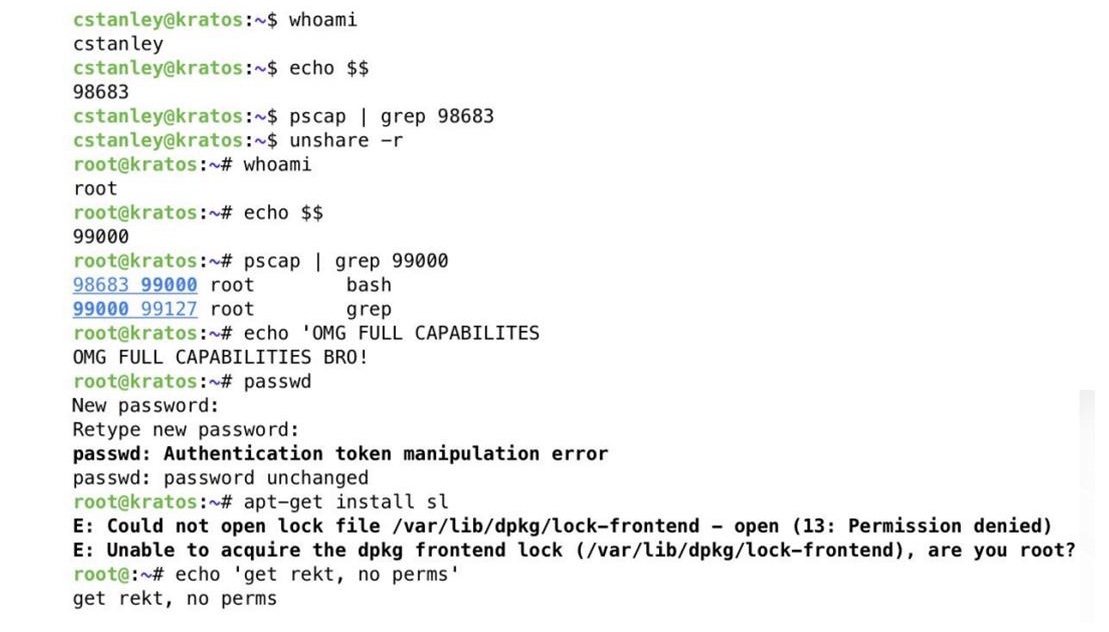 cstanley@kratos:~$ whoami
cstanley
cstanley@kratos:~$ echo $$
98683
cstanley@kratos:~$ pscap | grep 98683
cstanley@kratos:~$ unshare -r
root@kratos:~# whoami
root
root@kratos:~# echo $$
99000
root@kratos:~# pscap | grep 99000
98683 99000 root bash
99000 99127 root grep
root@kratos:~# echo 'OMG FULL CAPABILITES
OMG FULL CAPABILITIES BRO!
root@kratos:~# passwd
New password:
Retype new password:
passwd: Authentication token manipulation error
passwd: password unchanged
root@kratos:~# apt-get install sl
E: Could not open lock file /var/lib/dpkg/lock-frontend - open (13: Permission denied)
E: Unable to acquire the dpkg frontend lock (/var/lib/dpkg/lock-frontend), are you root?
root@:~# echo 'get rekt, no perms'
get rekt, no perms